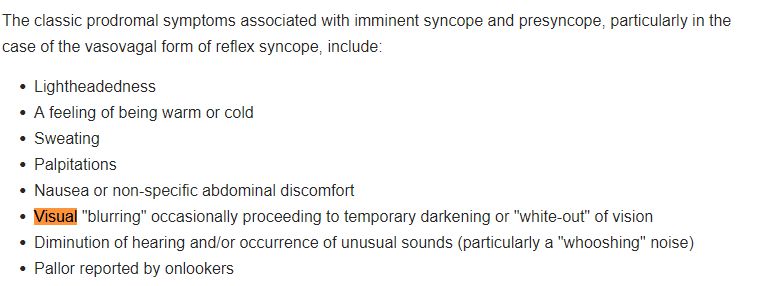 The classic prodromal symptoms associated with imminent syncope and presyncope, particularly in the
case of the vasovagal form of reflex syncope, include:
• Lightheadedness
• A feeling of being warm or cold
• Sweating
• Palpitations
• Nausea or non-specific abdominal discomfort
• Visual "blurring" occasionally proceeding to temporary darkening or "white-out" of vision
• Diminution of hearing and/or occurrence of unusual sounds (particularly a "whooshing" noise)
• Pallor reported by onlookers